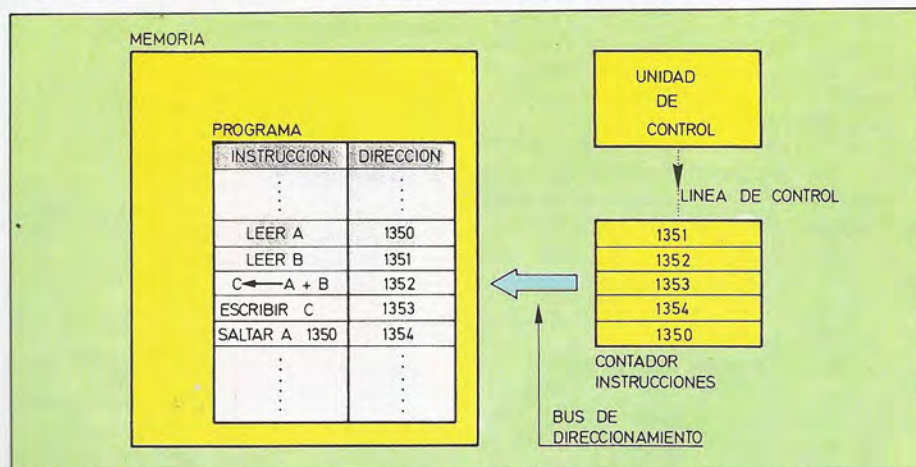 MEMORIA
PROGRAMA
INSTRUCCION DIRECCION
LEER A 1350
LEER B 1351
C ← A + B 1352
ESCRIBIR C 1353
SALTAR A 1350 1354
UNIDAD
DE
CONTROL
LINEA DE CONTROL
1351
1352
1353
1354
1350
CONTADOR
INSTRUCCIONES
BUS DE
DIRECCIONAMIENTO